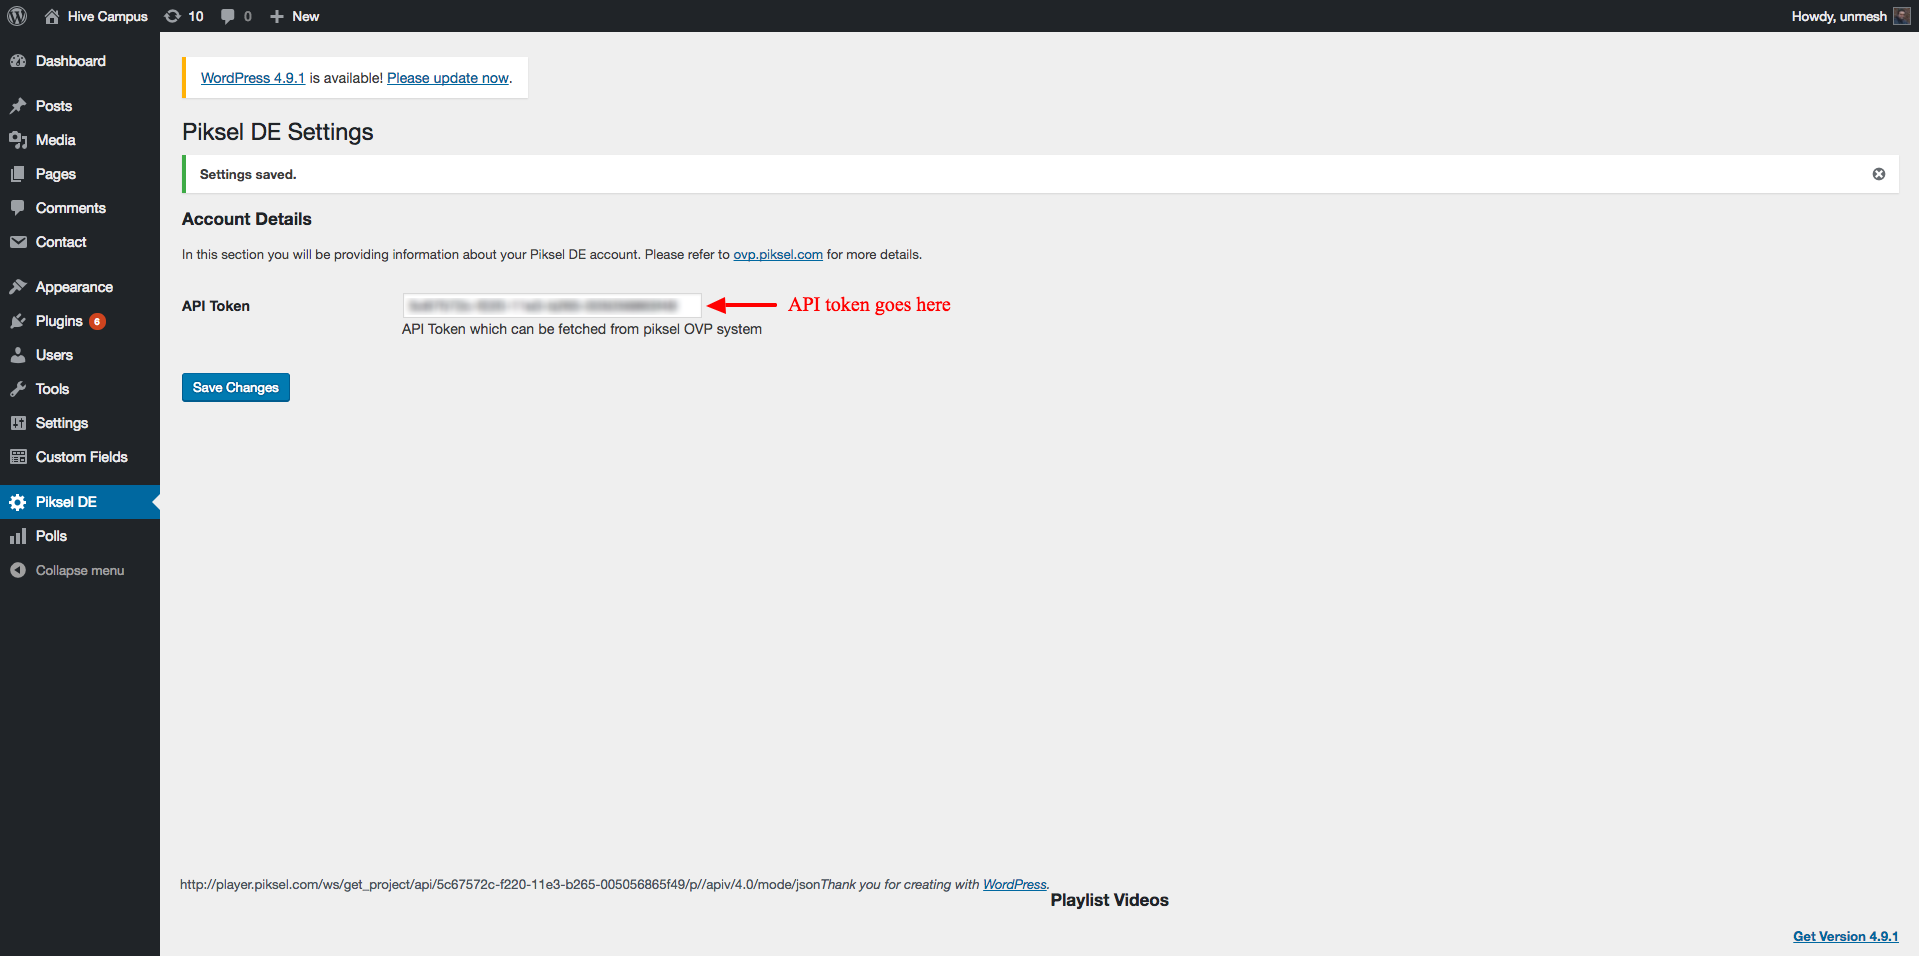 Hive Campus 10 0 New Howdy, unmesh
Dashboard
Posts
Media
Pages
Comments
Contact
Appearance
Plugins 6
Users
Tools
Settings
Custom Fields
Piksel DE
Polls
Collapse menu
WordPress 4.9.1 is available! Please update now.
Piksel DE Settings
Settings saved.
Account Details
In this section you will be providing information about your Piksel DE account. Please refer to ovp.piksel.com for more details.
API Token API token goes here
API Token which can be fetched from piksel OVP system
Save Changes
http://player.piksel.com/ws/get_project/api/5c67572c-f220-11e3-b265-005056865f49/p//apiv/4.0/mode/jsonThank you for creating with WordPress.
Playlist Videos
Get Version 4.9.1